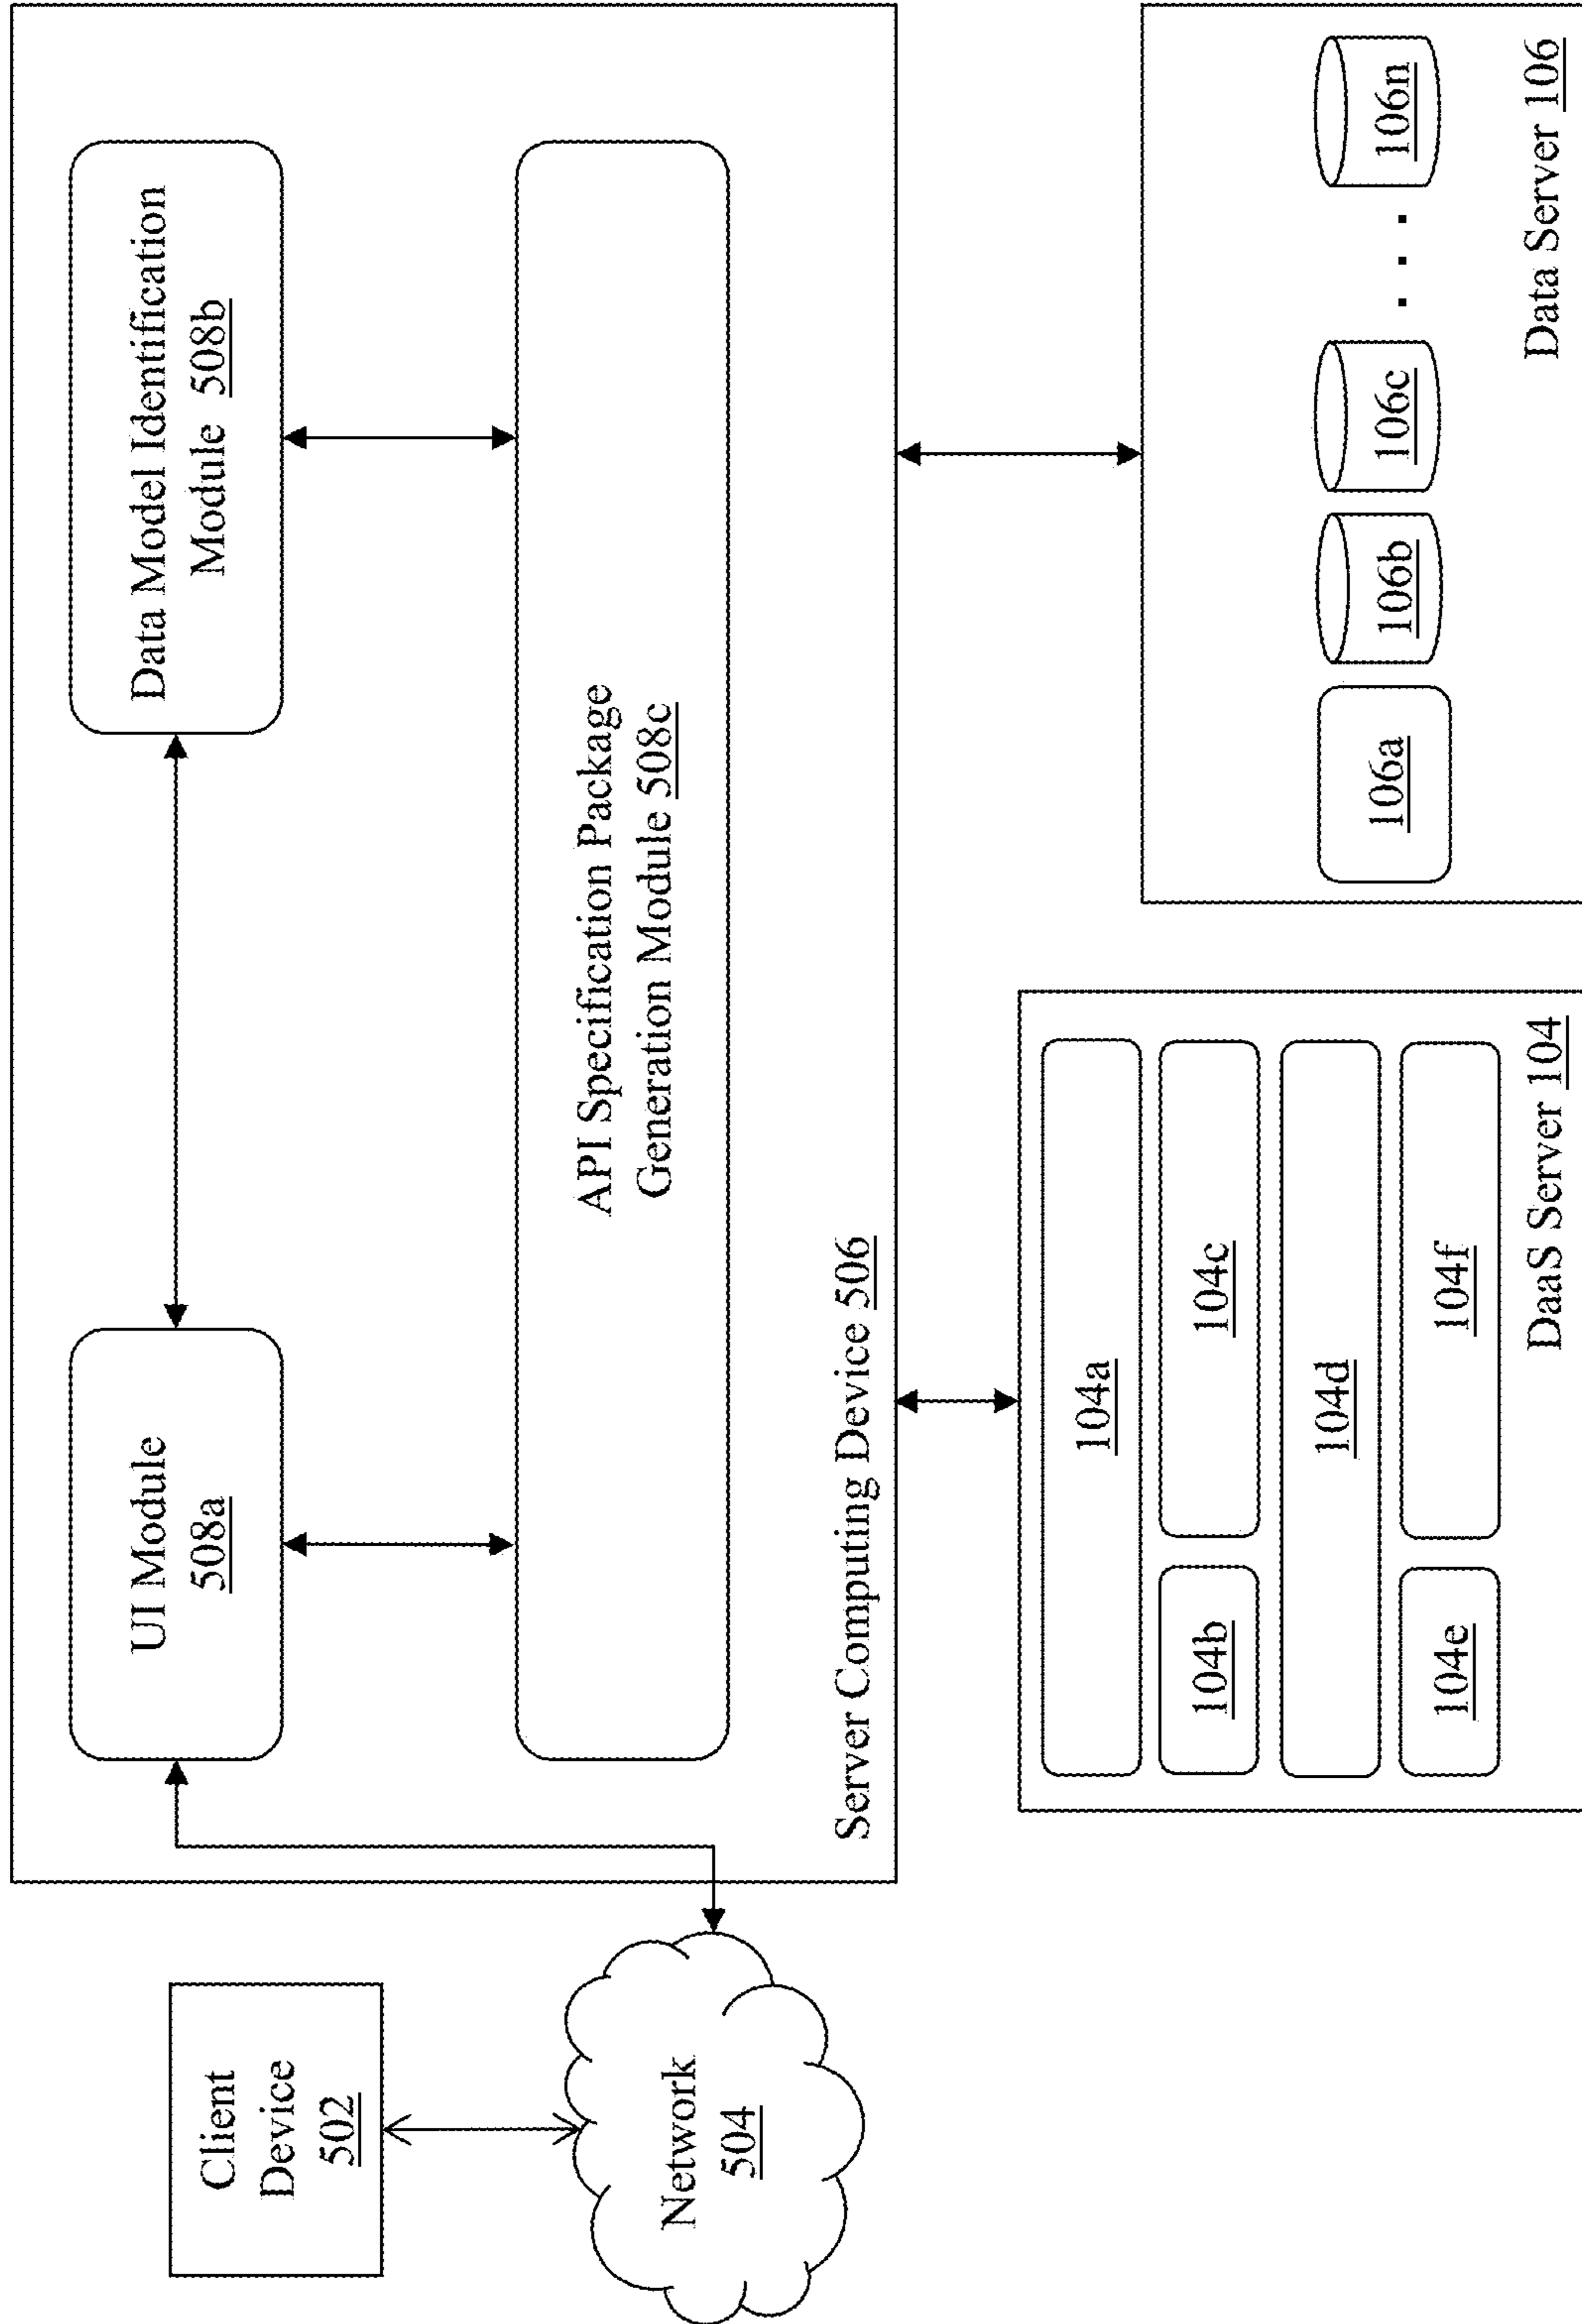 Client
Device
502
Network
504
UI Module
508a
Data Model Identification
Module 508b
API Specification Package
Generation Module 508c
Server Computing Device 506
104a
104b
104c
104d
104e
104f
DaaS Server 104
106a
106b
106c
. . .
106n
Data Server 106